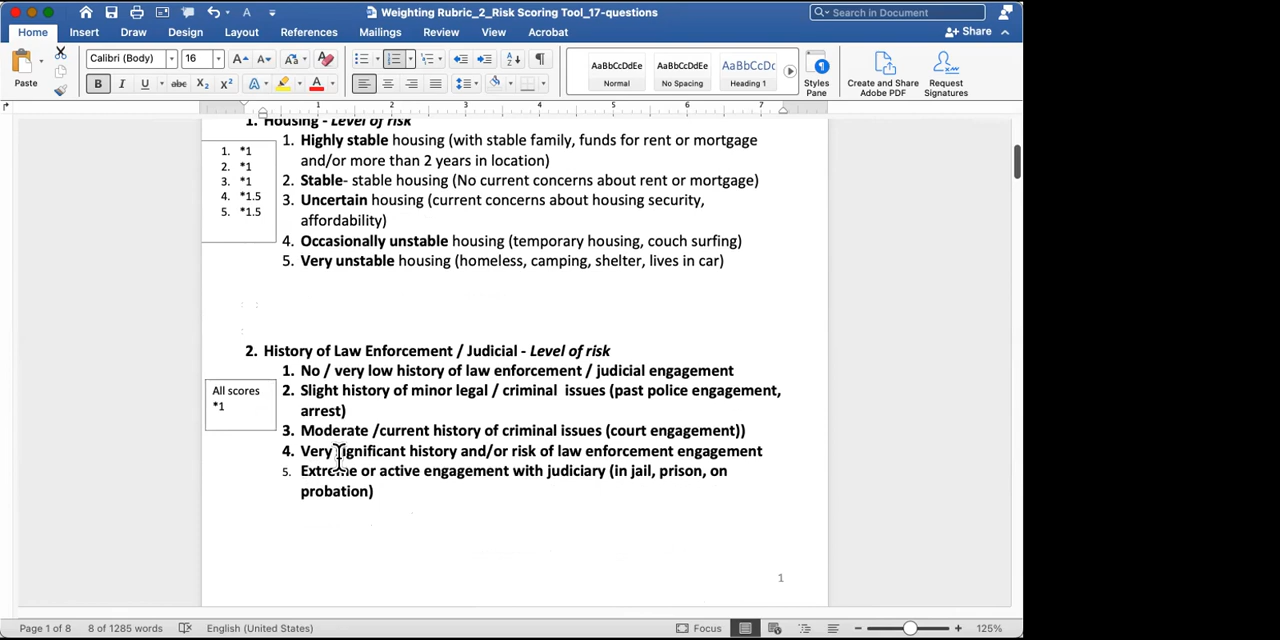 Weighting Rubric_2_Risk Scoring Tool_17-questions
Search in Document
Home Insert Draw Design Layout References Mailings Review View Acrobat
Share
Paste
Calibri (Body) 16
B I U abc X₂ X²
AaBbCcDdEe
Normal
AaBbCcDdEe
No Spacing
AaBbCcDc
Heading 1
Styles
Pane
Create and Share
Adobe PDF
Request
Signatures
1 2 3 4 5 6 7
1. Housing - Level of risk
1. Highly stable housing (with stable family, funds for rent or mortgage
and/or more than 2 years in location)
2. Stable- stable housing (No current concerns about rent or mortgage)
3. Uncertain housing (current concerns about housing security,
affordability)
4. Occasionally unstable housing (temporary housing, couch surfing)
5. Very unstable housing (homeless, camping, shelter, lives in car)
1. *1
2. *1
3. *1
4. *1.5
5. *1.5
2. History of Law Enforcement / Judicial - Level of risk
1. No / very low history of law enforcement / judicial engagement
2. Slight history of minor legal / criminal issues (past police engagement,
arrest)
3. Moderate /current history of criminal issues (court engagement))
4. Very significant history and/or risk of law enforcement engagement
5. Extreme or active engagement with judiciary (in jail, prison, on
probation)
All scores
*1
1
Page 1 of 8 8 of 1285 words English (United States) Focus 125%